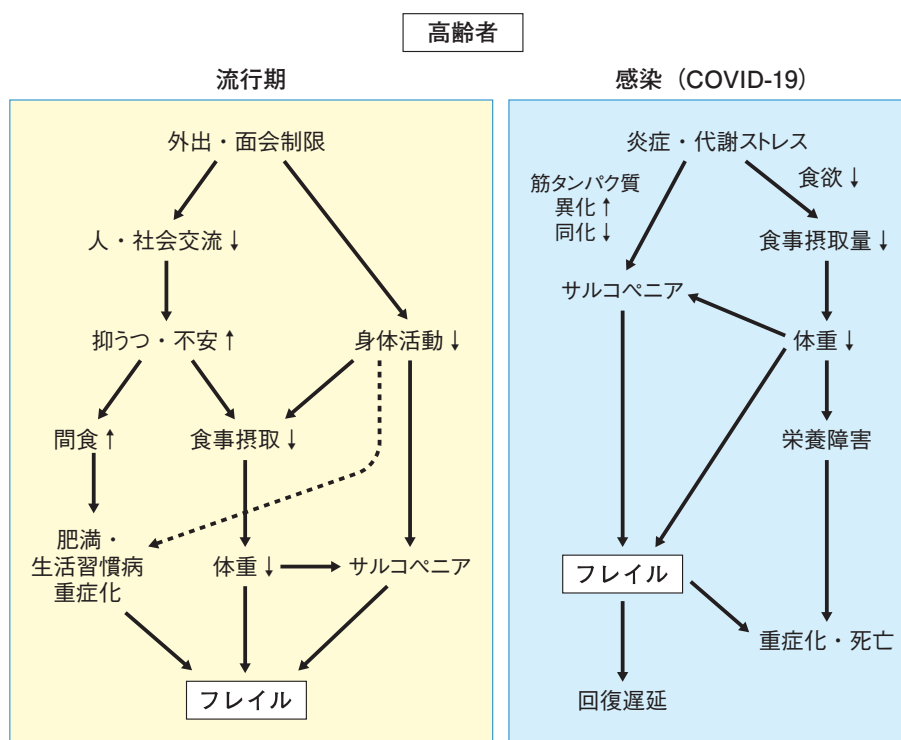 高齢者
流行期
外出・面会制限
人・社会交流↓
抑うつ・不安↑
身体活動↓
間食↑
食事摂取↓
肥満・
生活習慣病
重症化
体重↓
サルコペニア
フレイル
感染（COVID-19）
炎症・代謝ストレス
筋タンパク質
異化↑
同化↓
食欲↓
食事摂取量↓
サルコペニア
体重↓
栄養障害
フレイル
重症化・死亡
回復遅延